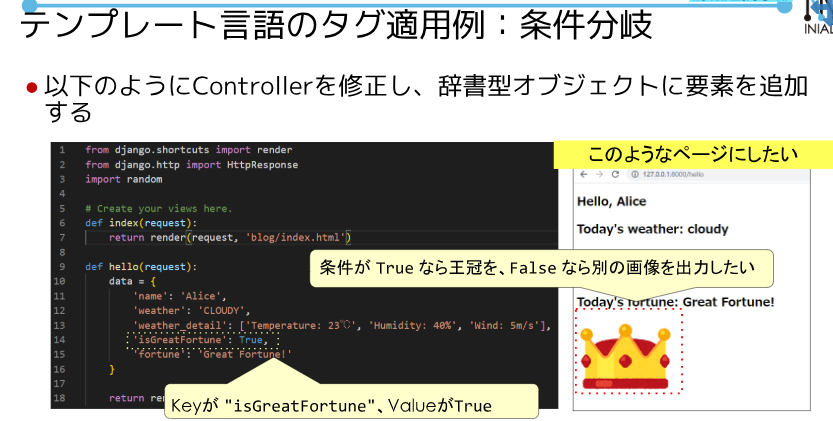 テンプレート言語のタグ適用例：条件分岐
INIAD
以下のようにControllerを修正し、辞書型オブジェクトに要素を追加
する
このようなページにしたい
1 from django.shortcuts import render
2 from django.http import HttpResponse
3 import random
4
5 # Create your views here.
6 def index(request):
7 return render(request, 'blog/index.html')
8
9 def hello(request):
10 data = {
11 'name': 'Alice',
12 'weather': 'CLOUDY',
13 'weather_detail': ['Temperature: 23℃', 'Humidity: 40%', 'Wind: 5m/s'],
14 'isGreatFortune': True,
15 'fortune': 'Great Fortune!'
16 }
17
18 return ren
127.0.0.1:8000/hello
Hello, Alice
Today's weather: cloudy
条件が True なら王冠を、False なら別の画像を出力したい
Today's fortune: Great Fortune!
Keyが "isGreatFortune"、ValueがTrue